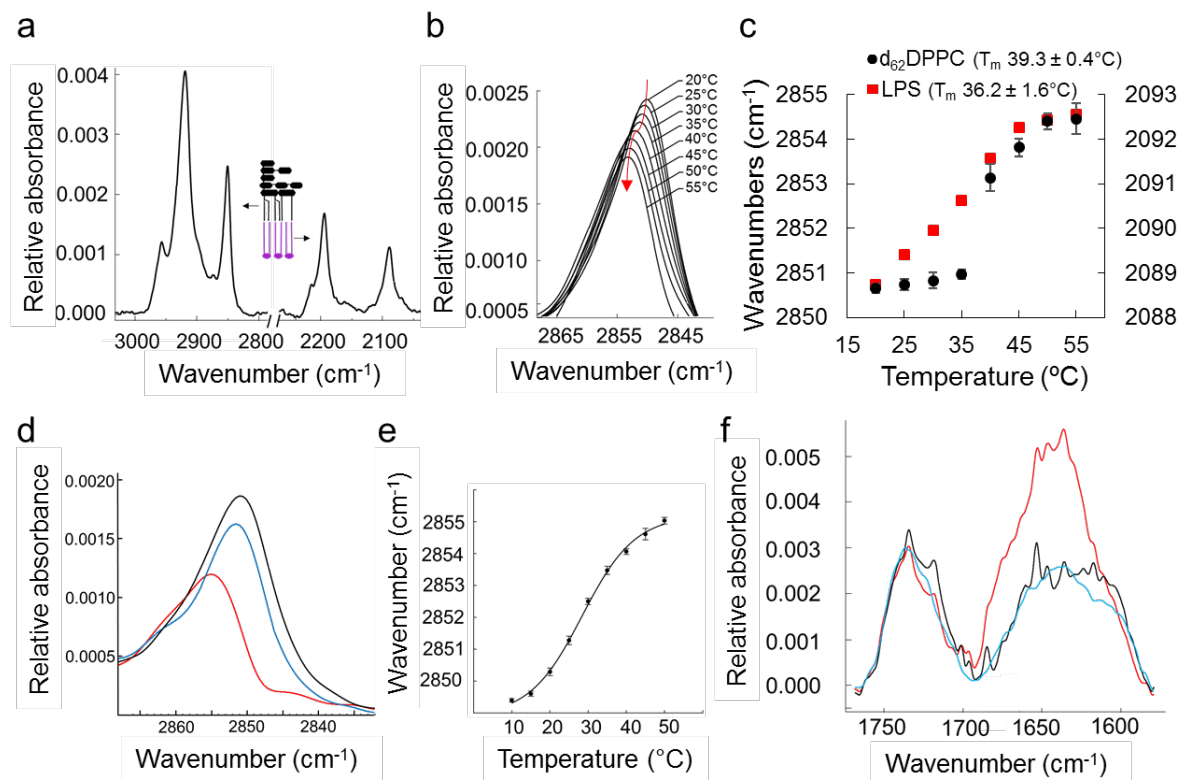 a
Relative absorbance
0.004
0.003
0.002
0.001
0.000
3000 2900 2800 2200 2100
Wavenumber (cm-1)
b
Relative absorbance
0.0025
0.0020
0.0015
0.0010
0.0005
20°C
25°C
30°C
35°C
40°C
45°C
50°C
55°C
2865 2855 2845
Wavenumber (cm-1)
c
d62DPPC (Tm 39.3 ± 0.4°C)
LPS (Tm 36.2 ± 1.6°C)
Wavenumbers (cm-1)
2855
2854
2853
2852
2851
2850
2093
2092
2091
2090
2089
2088
15 25 35 45 55
Temperature (ºC)
d
Relative absorbance
0.0020
0.0015
0.0010
0.0005
2860 2850 2840
Wavenumber (cm-1)
e
Wavenumber (cm-1)
2855
2854
2853
2852
2851
2850
10 20 30 40 50
Temperature (°C)
f
Relative absorbance
0.005
0.004
0.003
0.002
0.001
0.000
1750 1700 1650 1600
Wavenumber (cm-1)